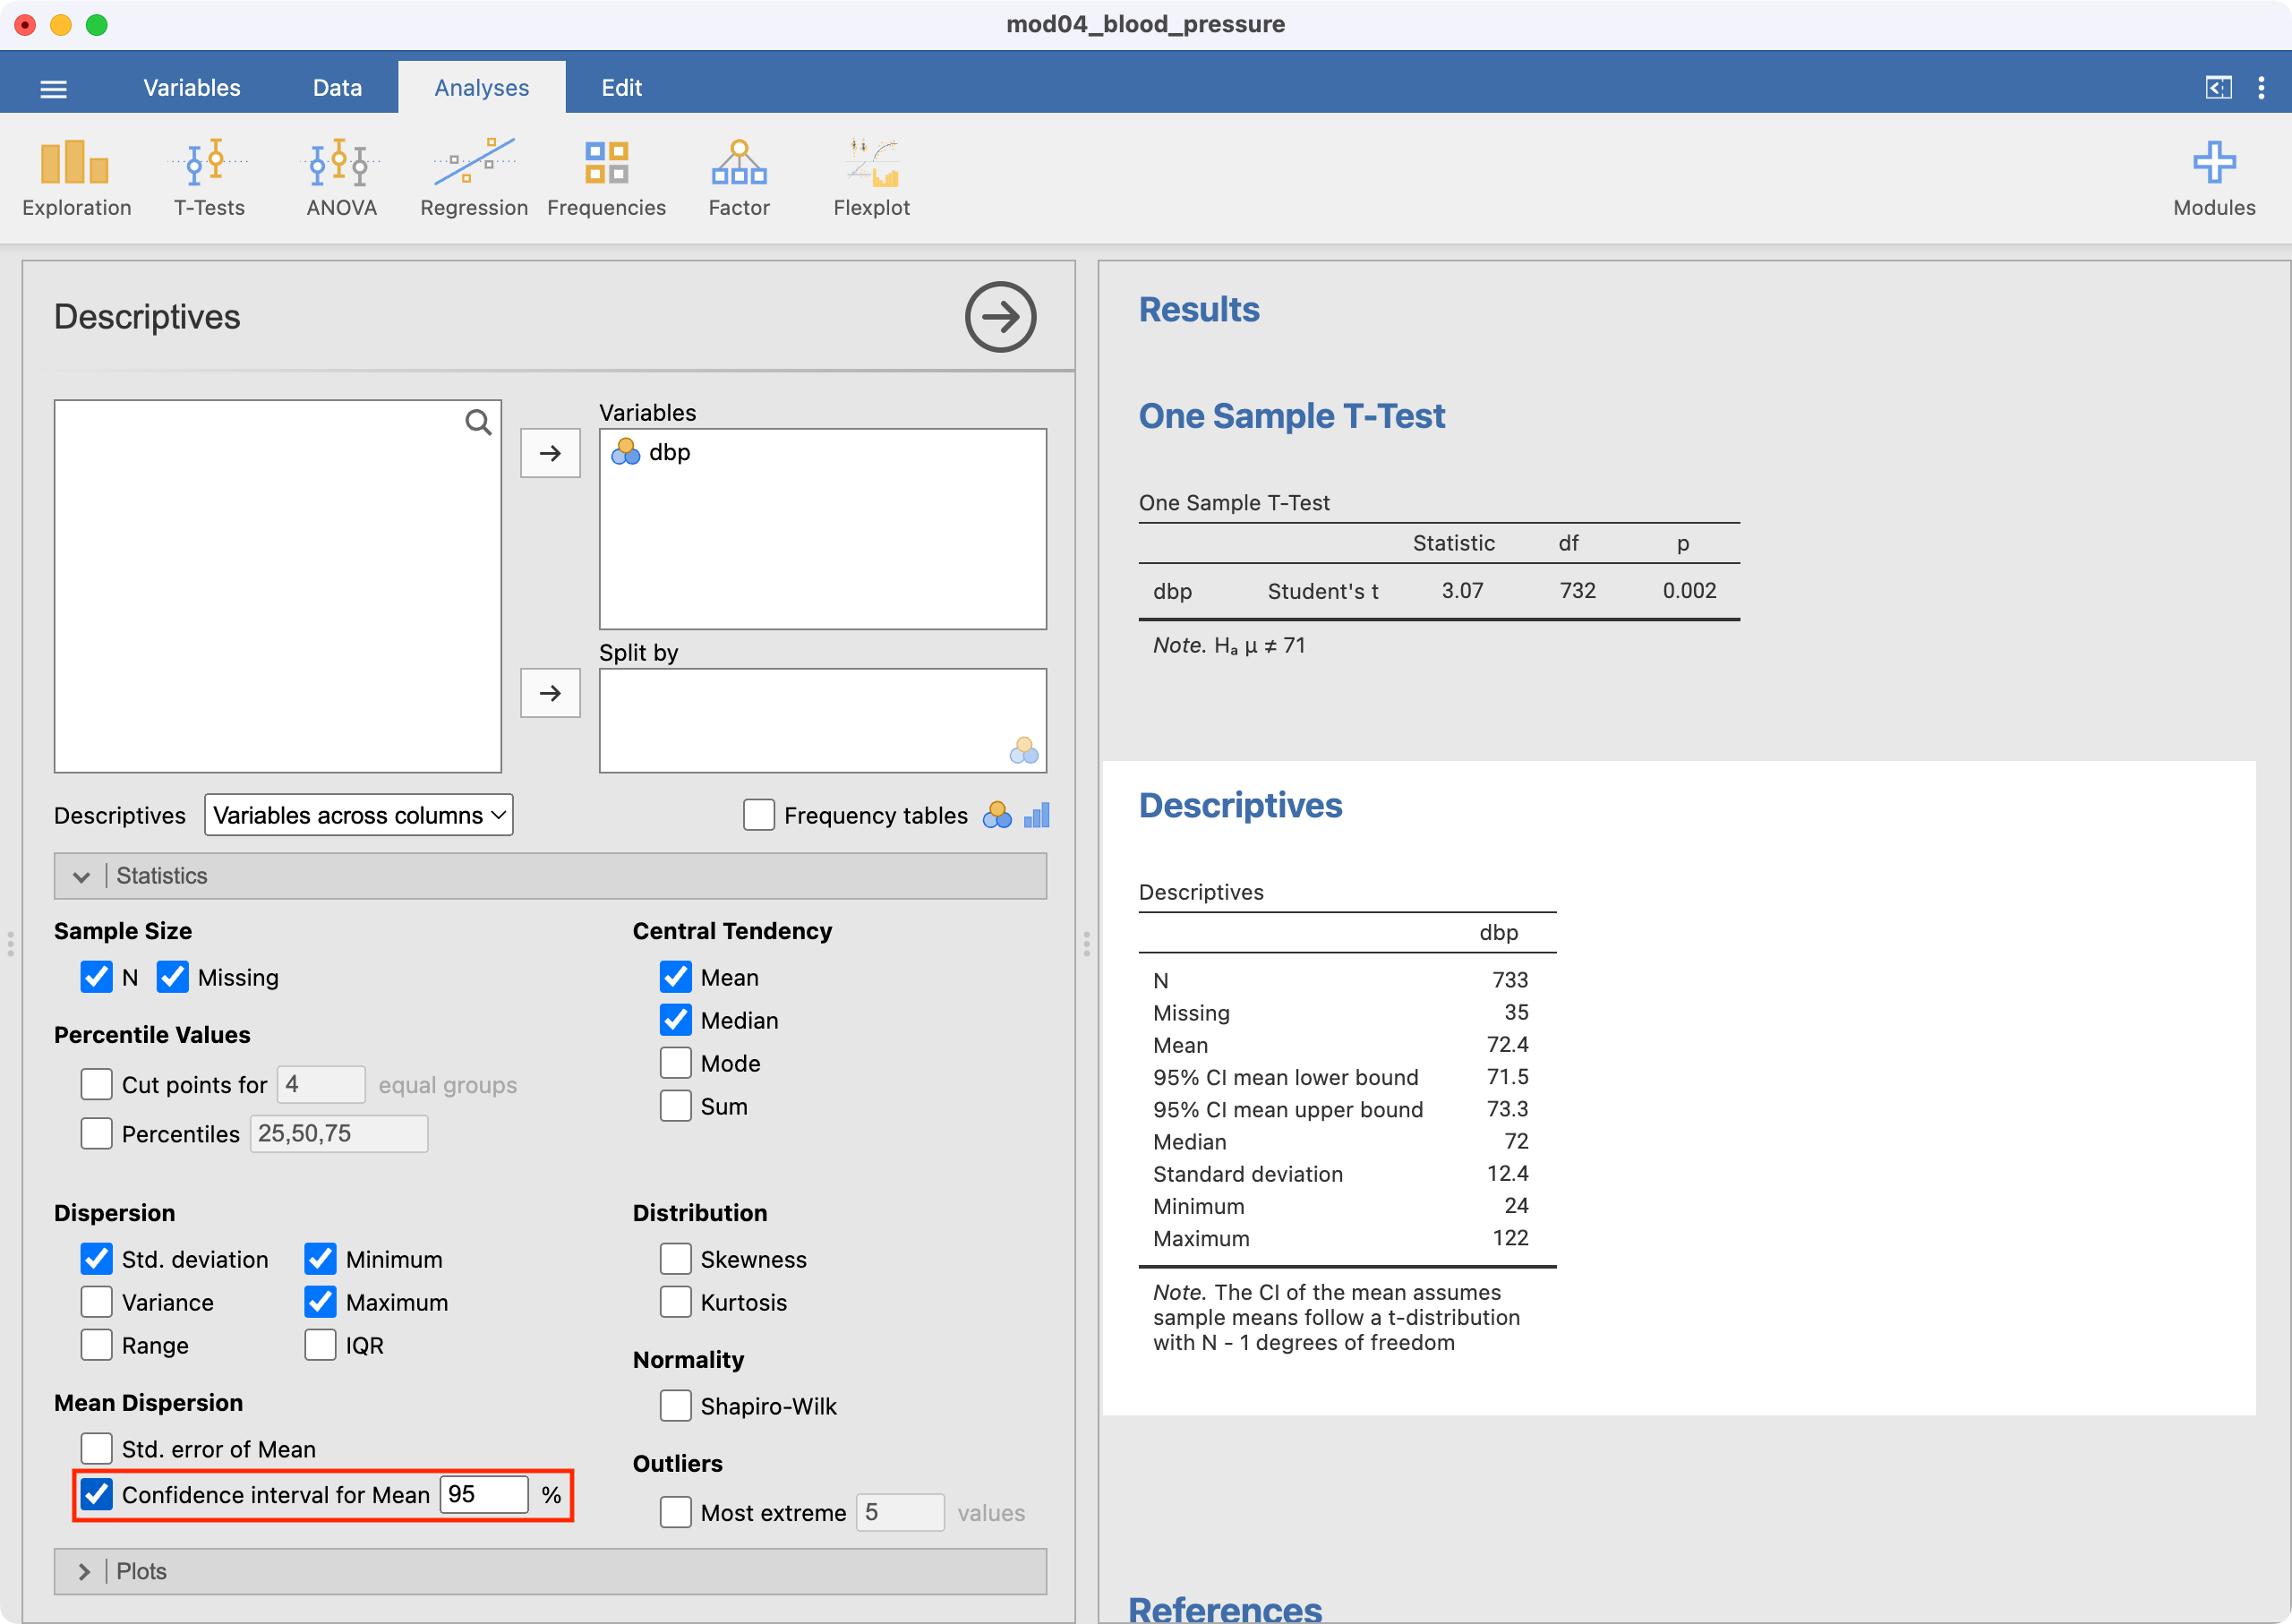 mod04_blood_pressure
Variables Data Analyses Edit
Exploration T-Tests ANOVA Regression Frequencies Factor Flexplot Modules
Descriptives
Variables
dbp
Split by
Descriptives Variables across columns Frequency tables
Statistics
Sample Size
N Missing
Percentile Values
Cut points for 4 equal groups
Percentiles 25,50,75
Central Tendency
Mean
Median
Mode
Sum
Dispersion
Std. deviation Minimum
Variance Maximum
Range IQR
Mean Dispersion
Std. error of Mean
Confidence interval for Mean 95 %
Distribution
Skewness
Kurtosis
Normality
Shapiro-Wilk
Outliers
Most extreme 5 values
Plots
Results
One Sample T-Test
One Sample T-Test
Statistic df p
dbp Student's t 3.07 732 0.002
Note. Hₐ μ ≠ 71
Descriptives
Descriptives
dbp
N 733
Missing 35
Mean 72.4
95% CI mean lower bound 71.5
95% CI mean upper bound 73.3
Median 72
Standard deviation 12.4
Minimum 24
Maximum 122
Note. The CI of the mean assumes
sample means follow a t-distribution
with N - 1 degrees of freedom
References